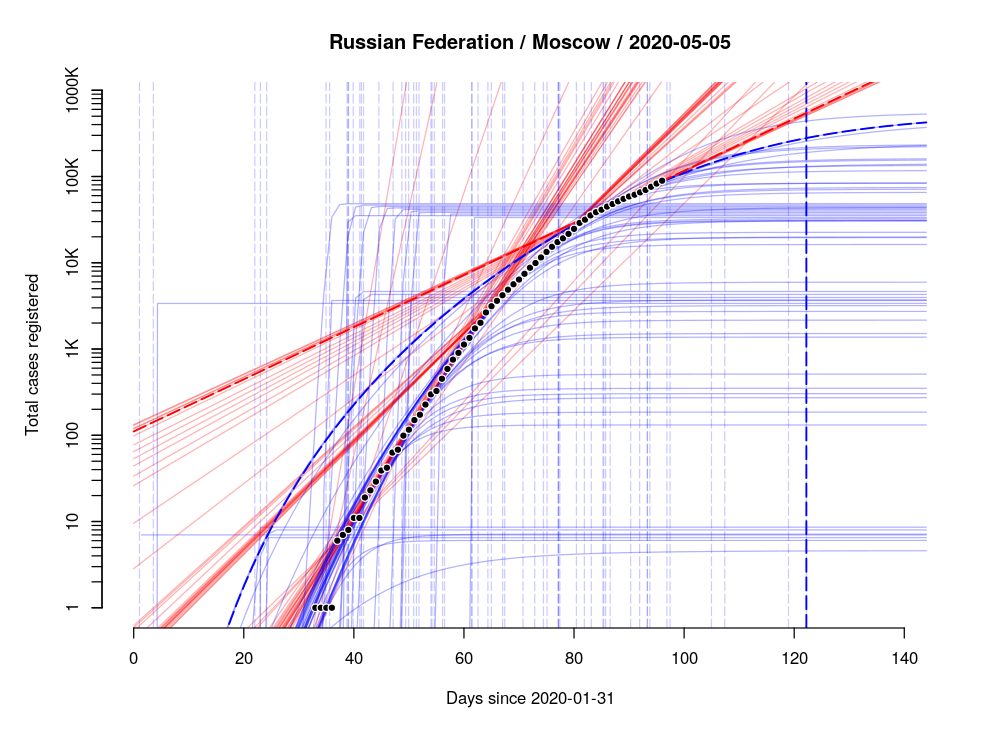 Russian Federation / Moscow / 2020-05-05
Total cases registered
1000K
100K
10K
1K
100
10
1
0 20 40 60 80 100 120 140
Days since 2020-01-31